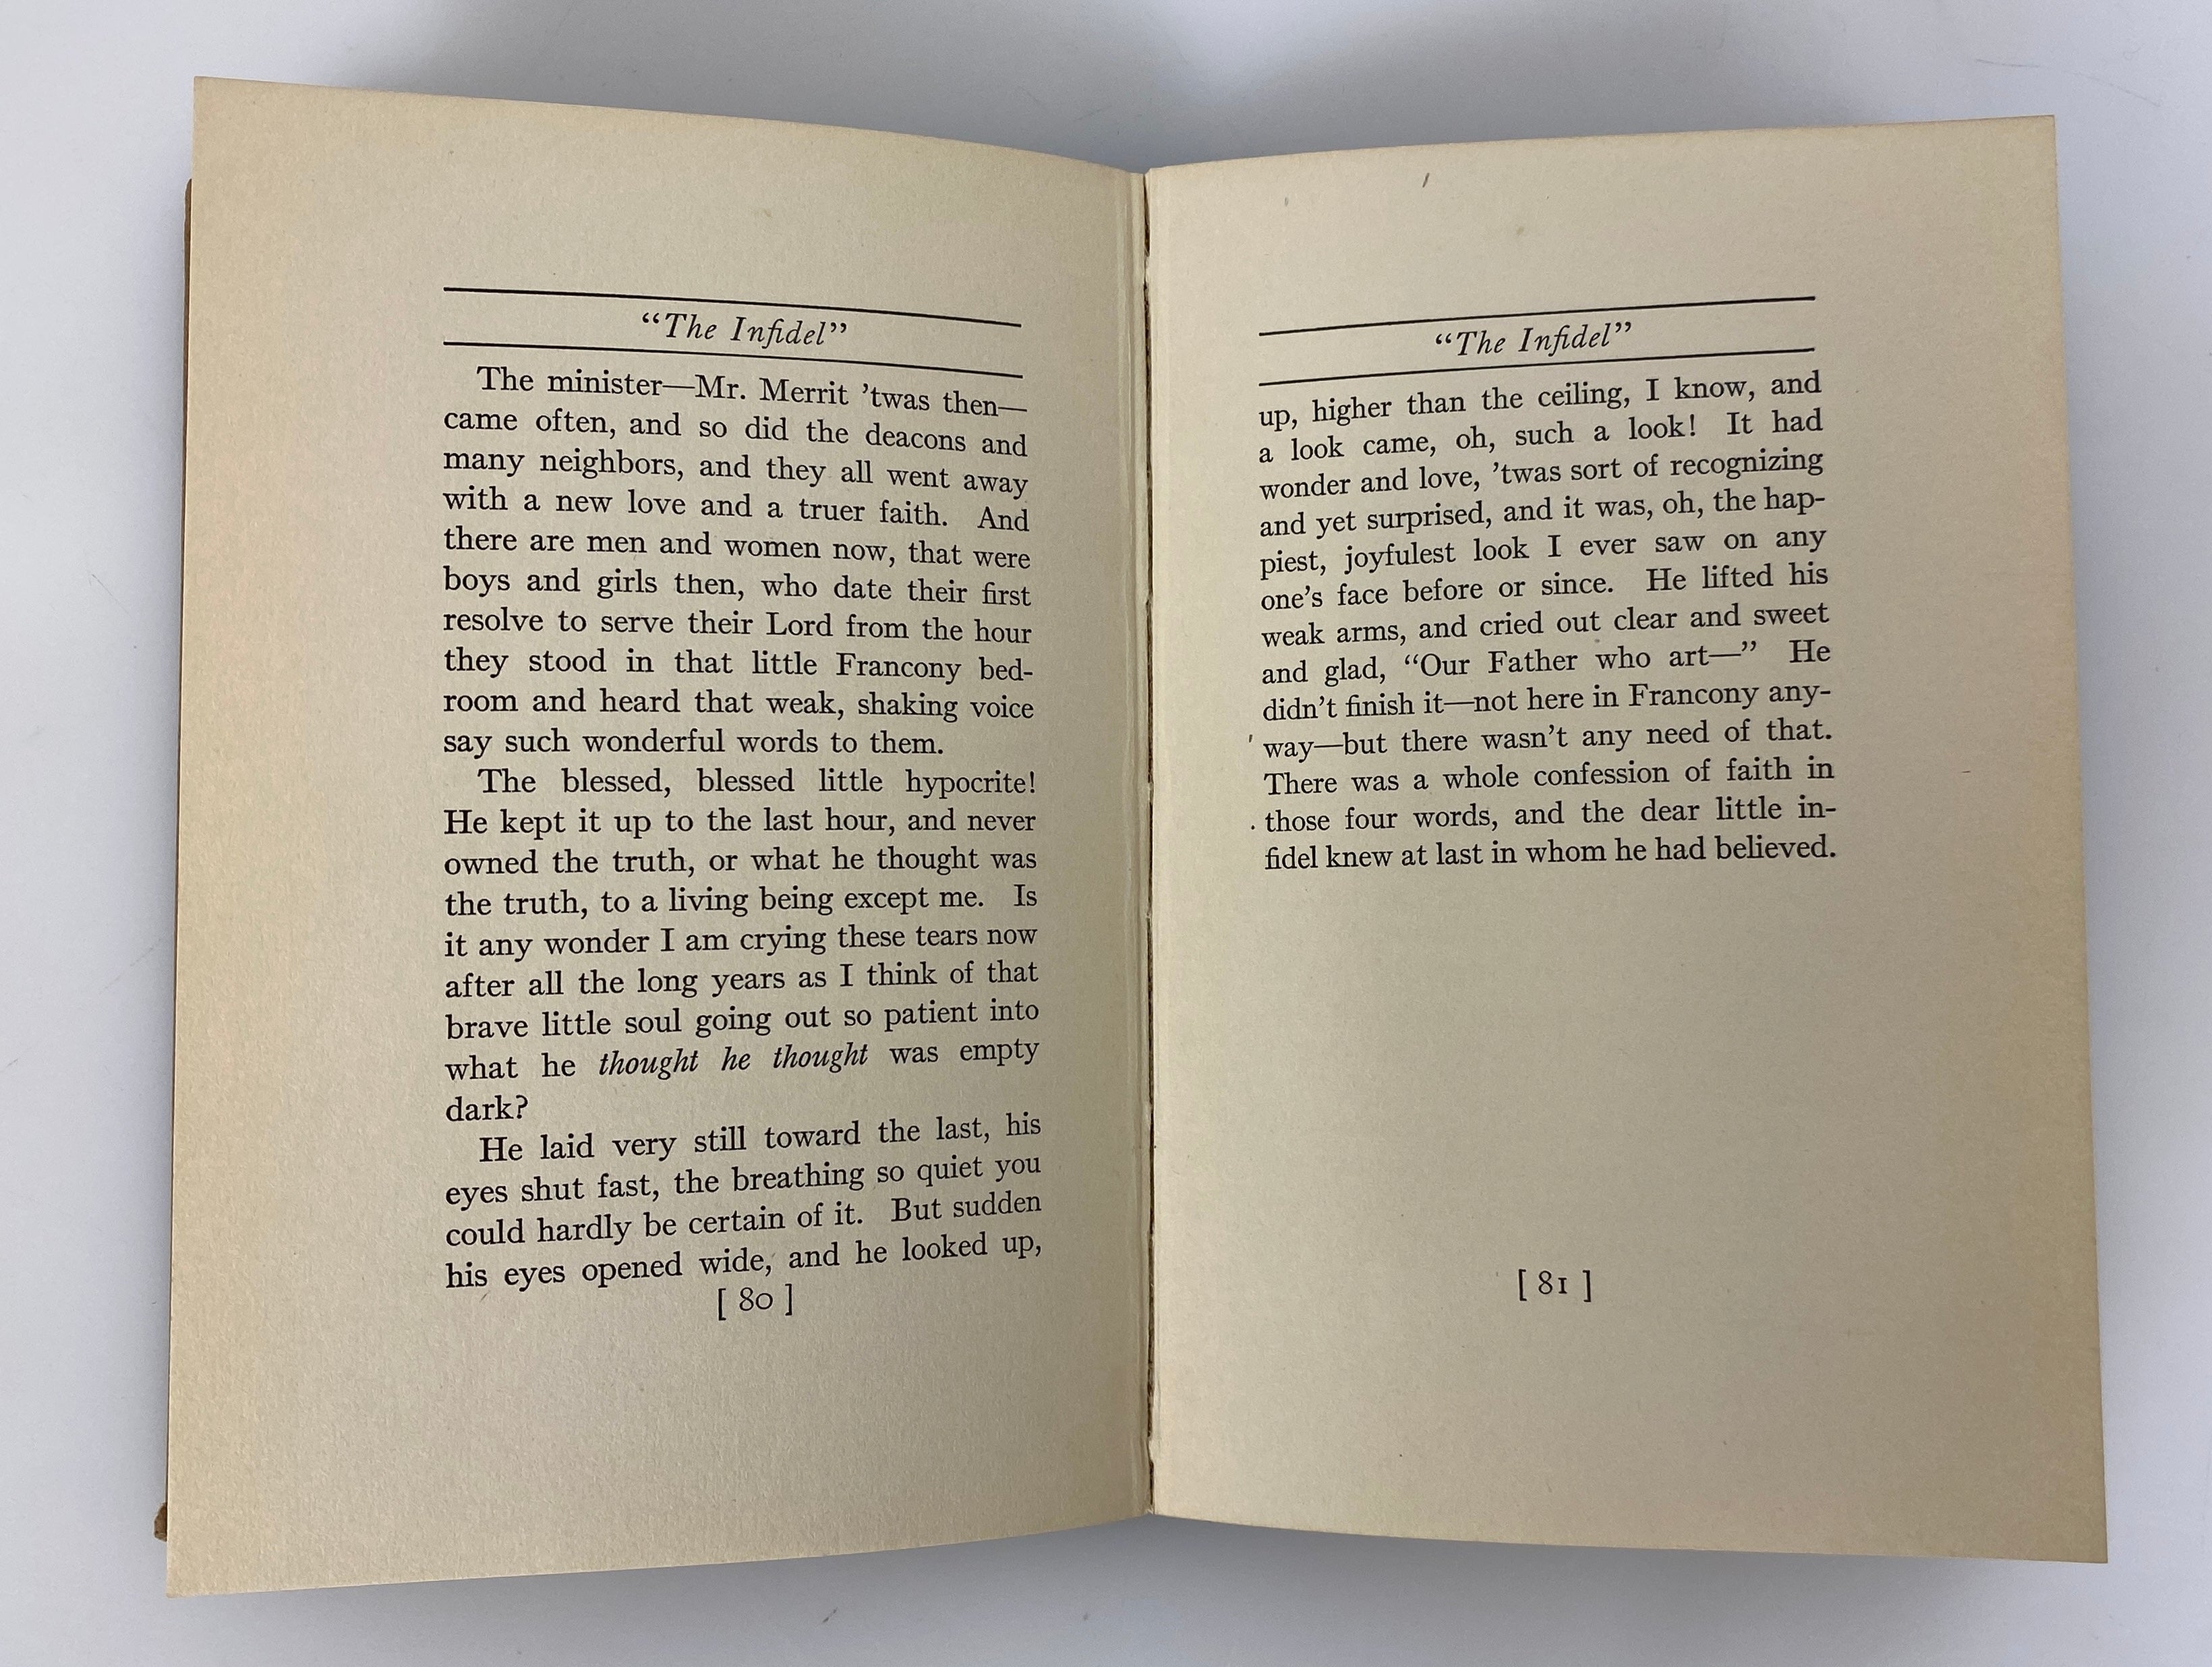 “The Infidel”
The minister—Mr. Merrit ’twas then—
came often, and so did the deacons and
many neighbors, and they all went away
with a new love and a truer faith. And
there are men and women now, that were
boys and girls then, who date their first
resolve to serve their Lord from the hour
they stood in that little Francony bed-
room and heard that weak, shaking voice
say such wonderful words to them.
The blessed, blessed little hypocrite!
He kept it up to the last hour, and never
owned the truth, or what he thought was
the truth, to a living being except me. Is
it any wonder I am crying these tears now
after all the long years as I think of that
brave little soul going out so patient into
what he thought he thought was empty
dark?
He laid very still toward the last, his
eyes shut fast, the breathing so quiet you
could hardly be certain of it. But sudden
his eyes opened wide, and he looked up,
[ 80 ]
“The Infidel”
up, higher than the ceiling, I know, and
a look came, oh, such a look! It had
wonder and love, ’twas sort of recognizing
and yet surprised, and it was, oh, the hap-
piest, joyfulest look I ever saw on any
one’s face before or since. He lifted his
weak arms, and cried out clear and sweet
and glad, “Our Father who art—” He
didn’t finish it—not here in Francony any-
way—but there wasn’t any need of that.
There was a whole confession of faith in
those four words, and the dear little in-
fidel knew at last in whom he had believed.
[ 81 ]